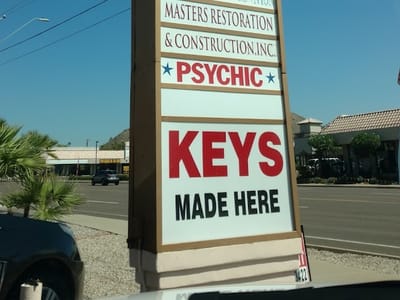 MASTERS RESTORATION
& CONSTRUCTION, INC.
PSYCHIC
KEYS
MADE HERE